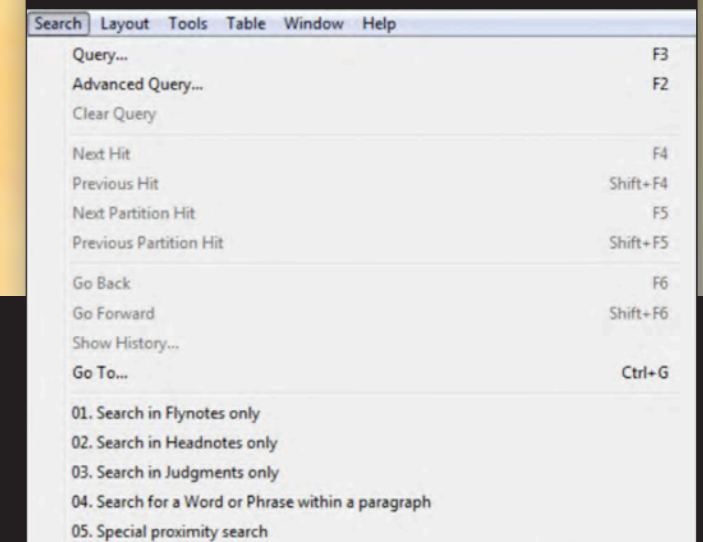 Search Layout Tools Table Window Help
Query... F3
Advanced Query... F2
Clear Query
Next Hit F4
Previous Hit Shift+F4
Next Partition Hit F5
Previous Partition Hit Shift+F5
Go Back F6
Go Forward Shift+F6
Show History...
Go To... Ctrl+G
01. Search in Flynotes only
02. Search in Headnotes only
03. Search in Judgments only
04. Search for a Word or Phrase within a paragraph
05. Special proximity search